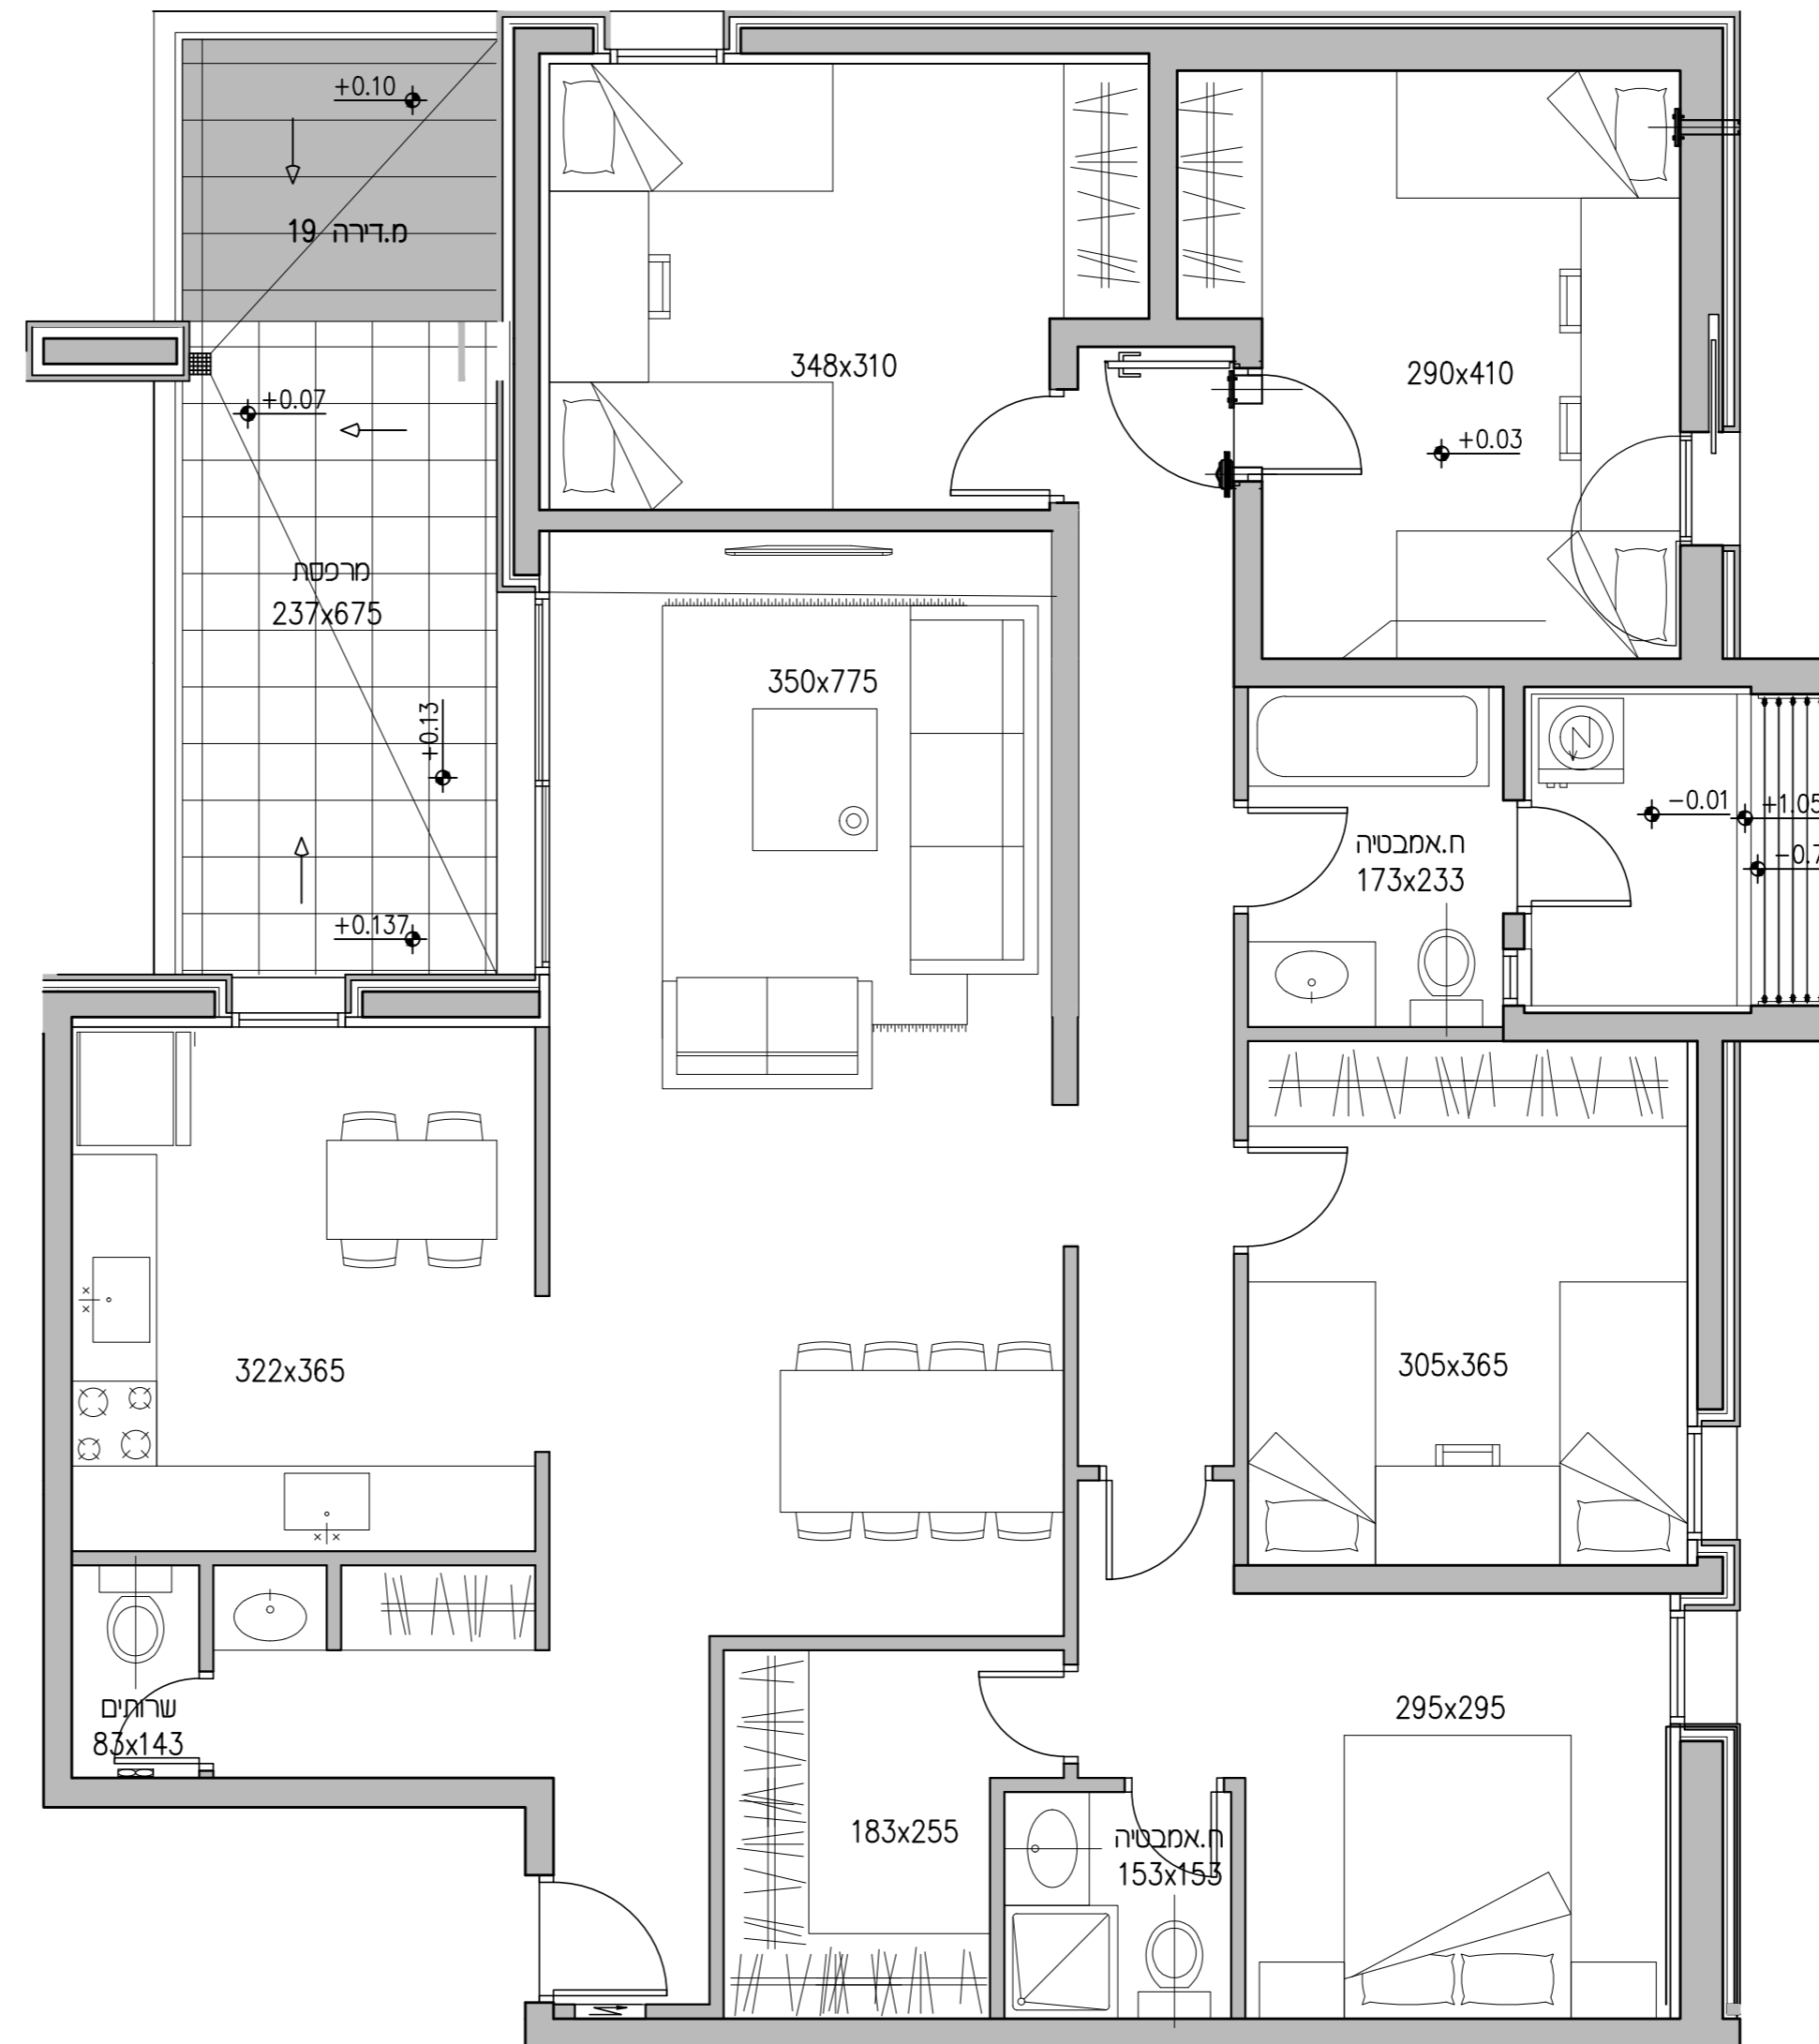 +0.10
מ.דירה 19
348x310
290x410
+0.07
+0.03
מרפסת
237x675
350x775
+0.13
-0.01
+1.05
ח.אמבטיה
173x233
+0.137
322x365
305x365
שרותים
83x143
295x295
183x255
ח.אמבטיה
153x153